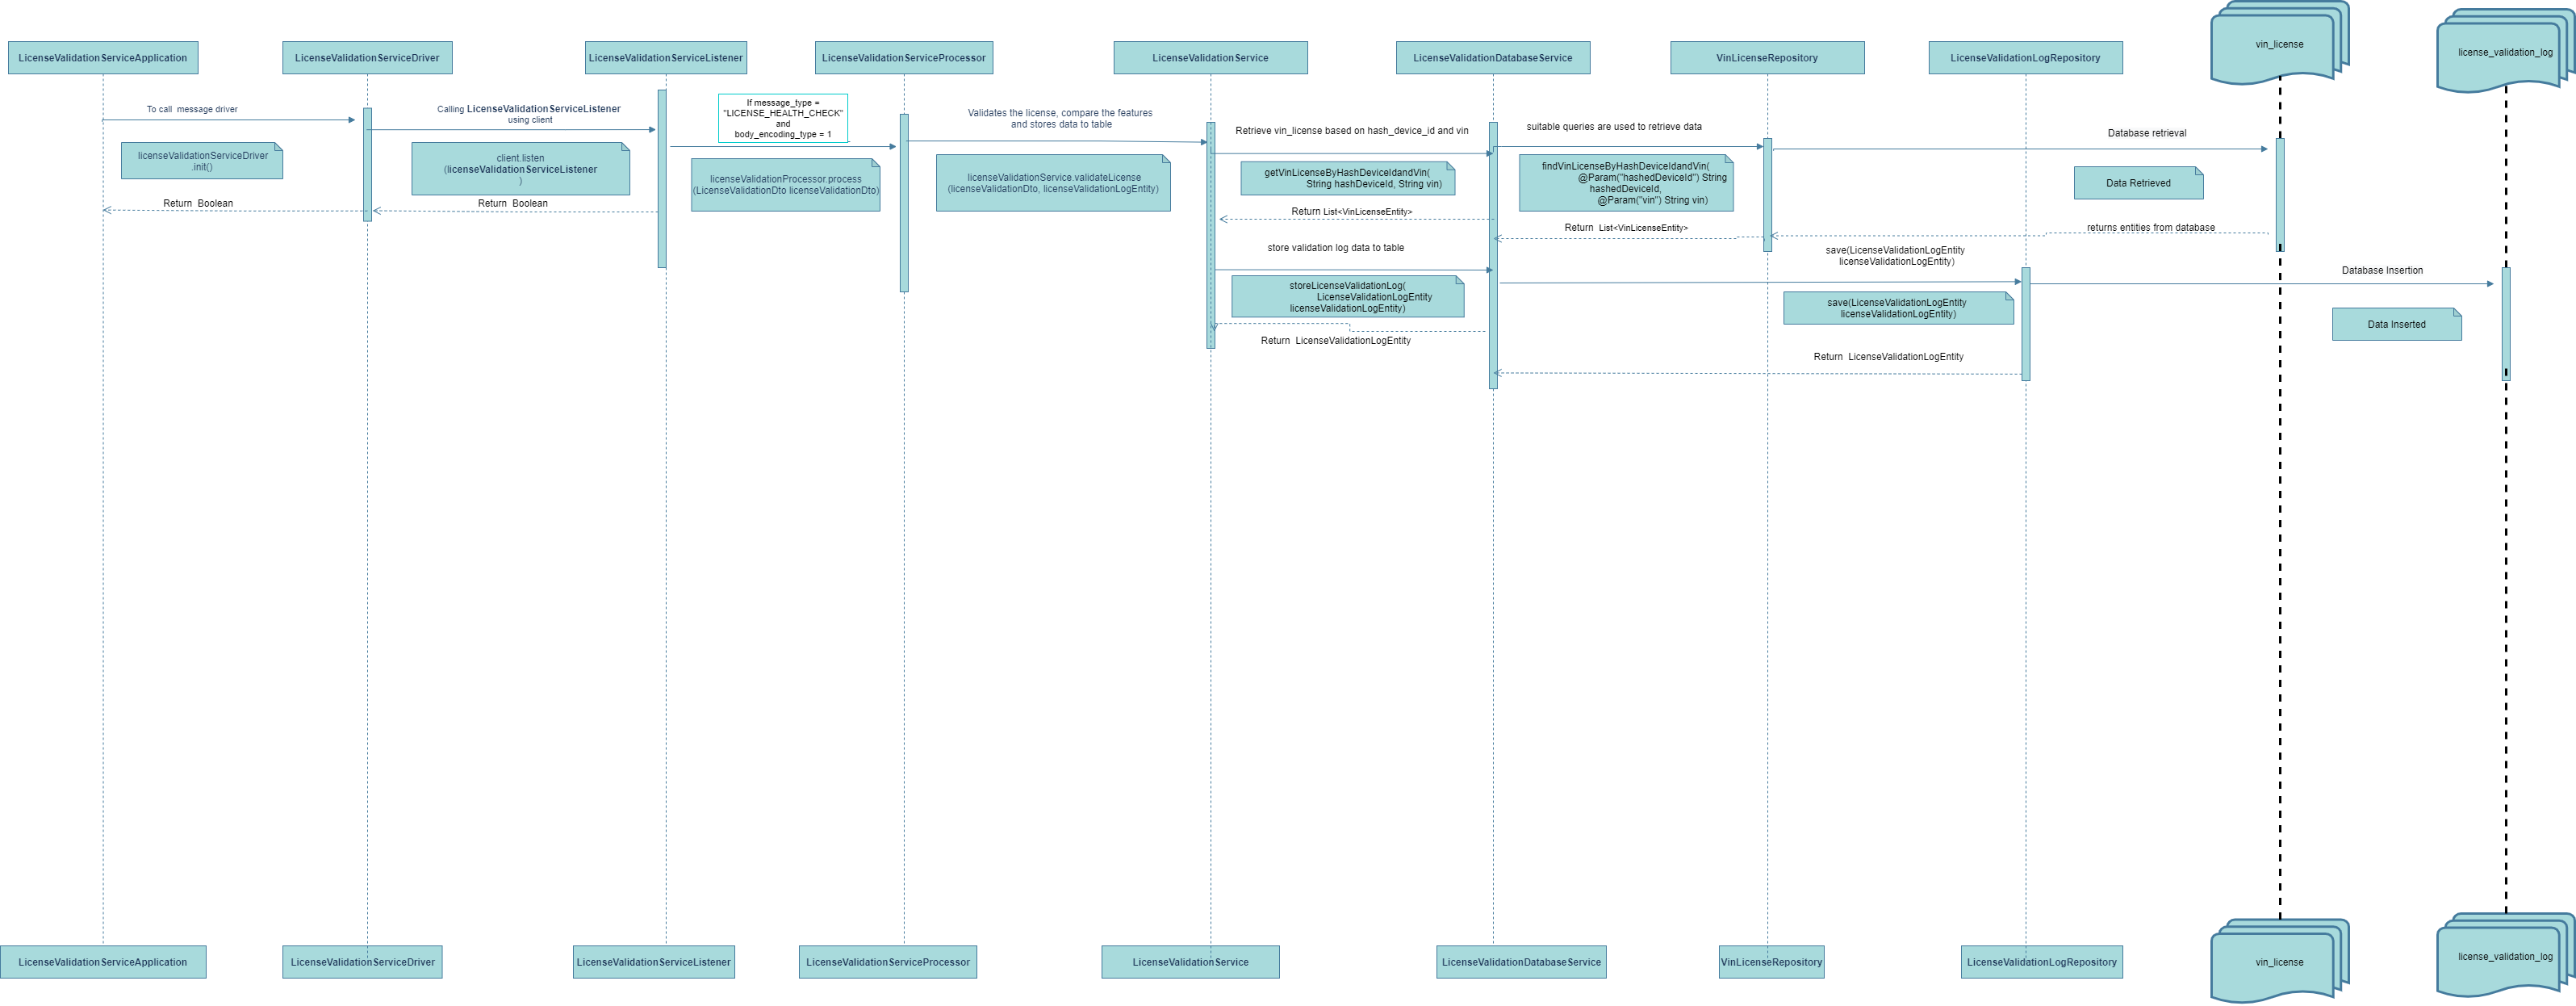 LicenseValidationServiceApplication
LicenseValidationServiceDriver
LicenseValidationServiceListener
LicenseValidationServiceProcessor
LicenseValidationService
LicenseValidationDatabaseService
VinLicenseRepository
LicenseValidationLogRepository
vin_license
license_validation_log
To call  message driver
licenseValidationServiceDriver
.init()
Return  Boolean
Calling LicenseValidationServiceListener
using client
client.listen
(licenseValidationServiceListener
)
Return  Boolean
If message_type =
"LICENSE_HEALTH_CHECK"
and
body_encoding_type = 1
licenseValidationProcessor.process
(LicenseValidationDto licenseValidationDto)
Validates the license, compare the features
and stores data to table
licenseValidationService.validateLicense
(licenseValidationDto, licenseValidationLogEntity)
Retrieve vin_license based on hash_device_id and vin
getVinLicenseByHashDeviceIdandVin(
String hashDeviceId, String vin)
Return List<VinLicenseEntity>
store validation log data to table
storeLicenseValidationLog(
LicenseValidationLogEntity
licenseValidationLogEntity)
Return  LicenseValidationLogEntity
suitable queries are used to retrieve data
findVinLicenseByHashDeviceIdandVin(
@Param("hashedDeviceId") String
hashedDeviceId,
@Param("vin") String vin)
Return  List<VinLicenseEntity>
Database retrieval
Data Retrieved
returns entities from database
save(LicenseValidationLogEntity
licenseValidationLogEntity)
save(LicenseValidationLogEntity
licenseValidationLogEntity)
Return  LicenseValidationLogEntity
Database Insertion
Data Inserted
LicenseValidationServiceApplication
LicenseValidationServiceDriver
LicenseValidationServiceListener
LicenseValidationServiceProcessor
LicenseValidationService
LicenseValidationDatabaseService
VinLicenseRepository
LicenseValidationLogRepository
vin_license
license_validation_log